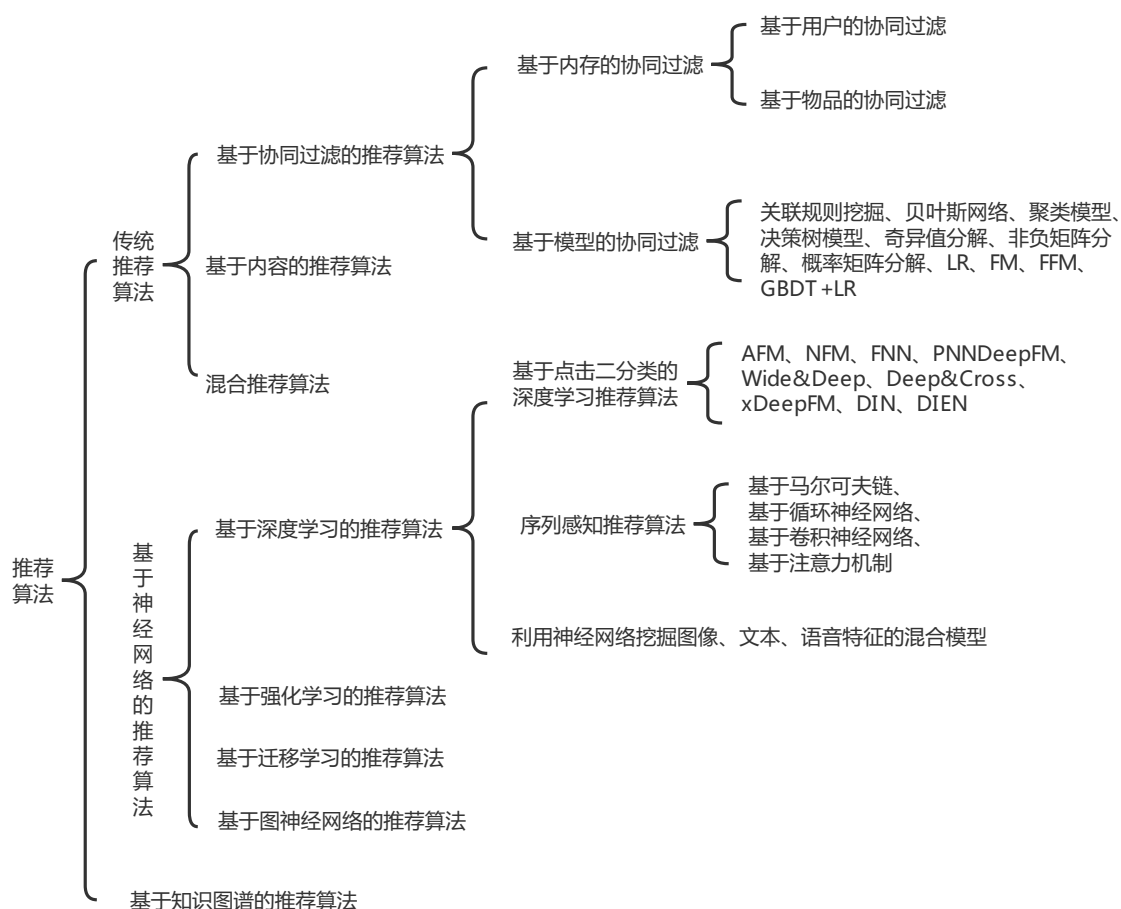 基于用户的协同过滤
基于内存的协同过滤
基于物品的协同过滤
基于协同过滤的推荐算法
关联规则挖掘、贝叶斯网络、聚类模型、
决策树模型、奇异值分解、非负矩阵分
解、概率矩阵分解、LR、FM、FFM、
GBDT+LR
基于模型的协同过滤
传统
推荐
算法
基于内容的推荐算法
混合推荐算法
AFM、NFM、FNN、PNNDeepFM、
Wide&Deep、Deep&Cross、
xDeepFM、DIN、DIEN
基于点击二分类的
深度学习推荐算法
基于深度学习的推荐算法
序列感知推荐算法
基于马尔可夫链、
基于循环神经网络、
基于卷积神经网络、
基于注意力机制
推荐
算法
基
于
神
经
网
络
的
推
荐
算
法
利用神经网络挖掘图像、文本、语音特征的混合模型
基于强化学习的推荐算法
基于迁移学习的推荐算法
基于图神经网络的推荐算法
基于知识图谱的推荐算法